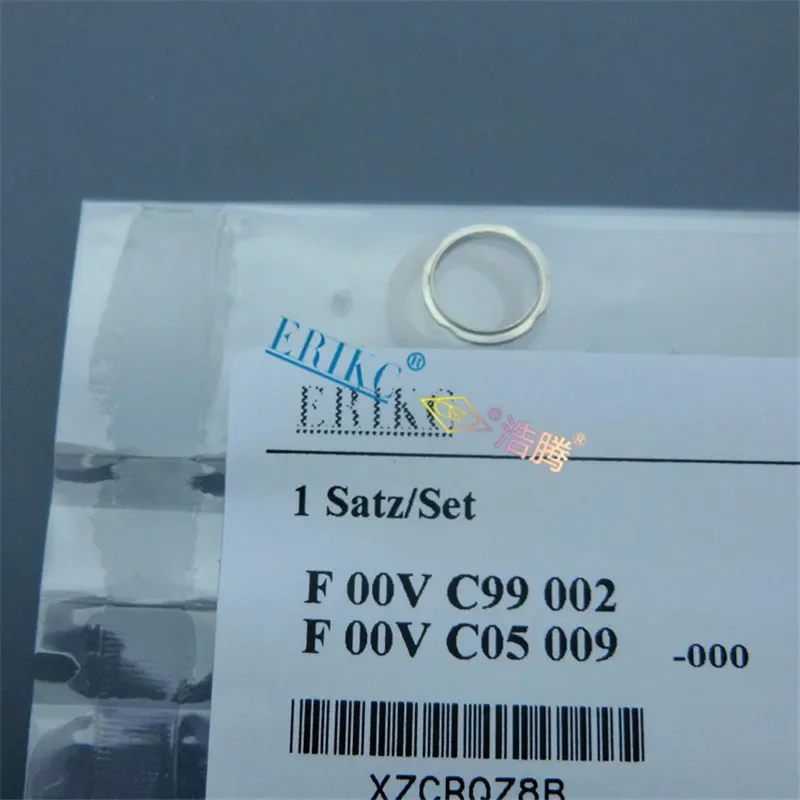 ERIKC®
ERIKC
®浩腾®
1 Satz/Set
F 00V C99 002
F 00V C05 009 -000
XZCRQZ8B